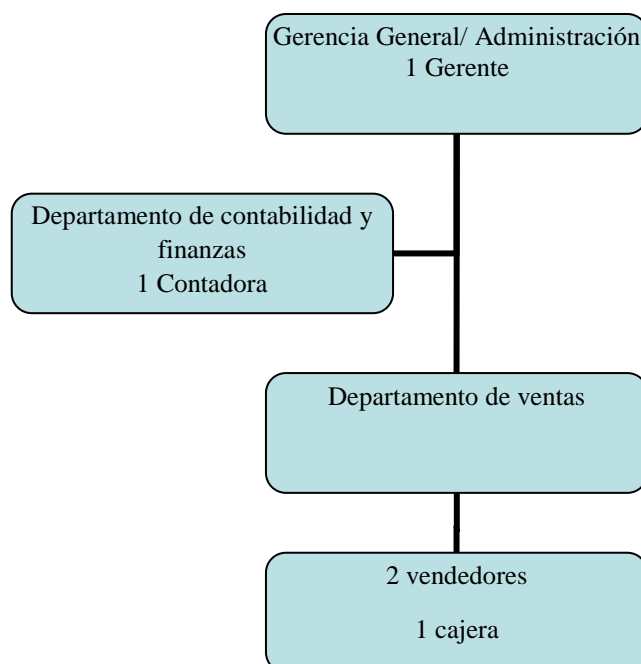 Gerencia General/ Administración
1 Gerente
Departamento de contabilidad y
finanzas
1 Contadora
Departamento de ventas
2 vendedores
1 cajera